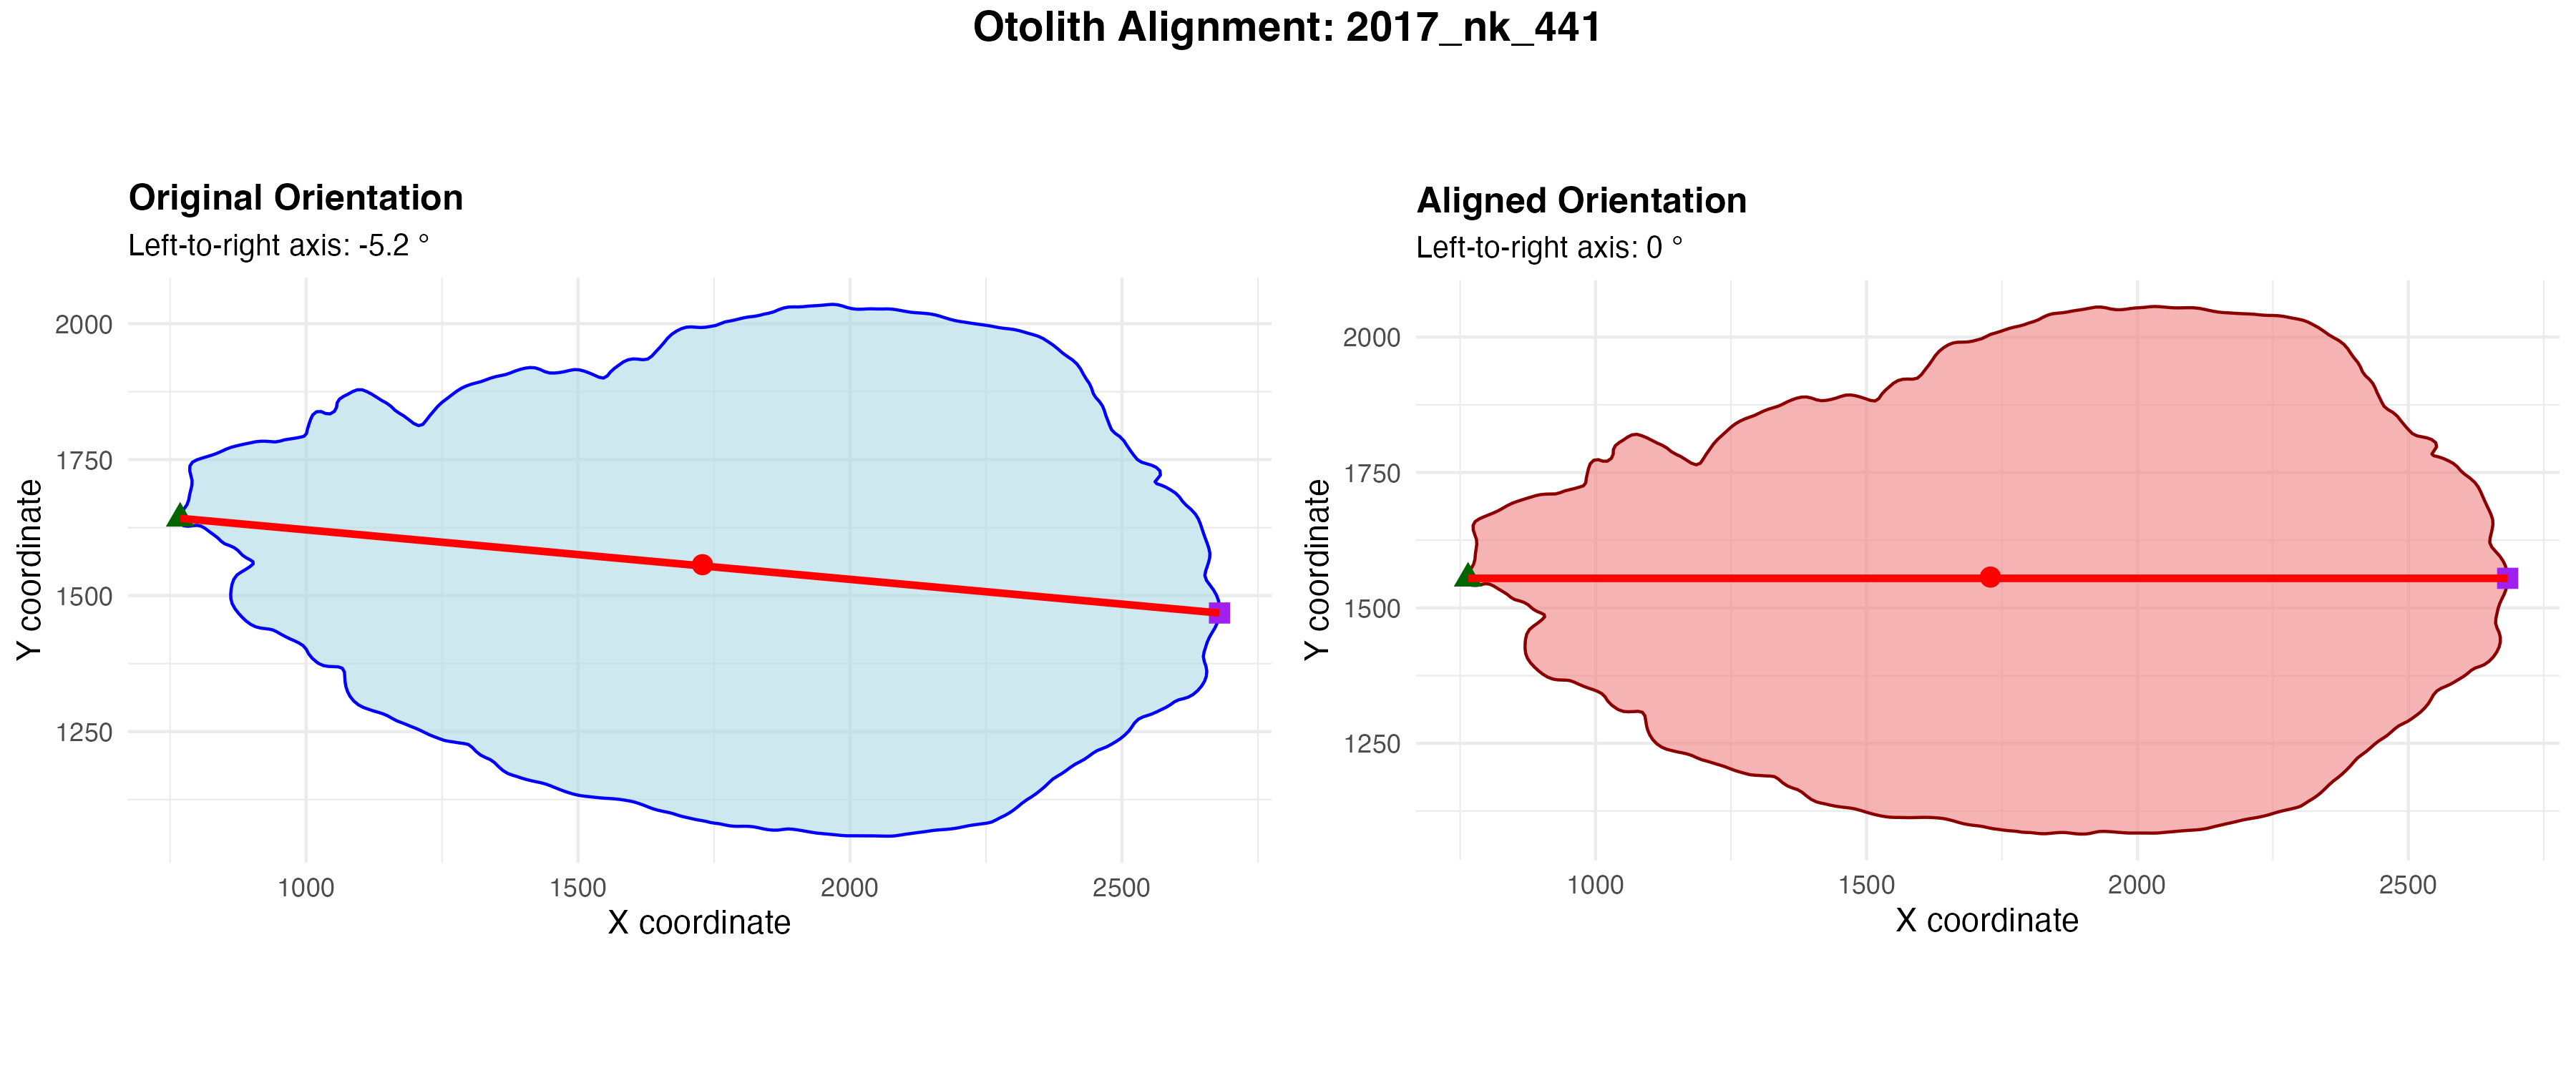 Otolith Alignment: 2017_nk_441
Original Orientation
Left-to-right axis: -5.2 °
2000
1750
1500
1250
Y coordinate
1000 1500 2000 2500
X coordinate
Aligned Orientation
Left-to-right axis: 0 °
2000
1750
1500
1250
Y coordinate
1000 1500 2000 2500
X coordinate